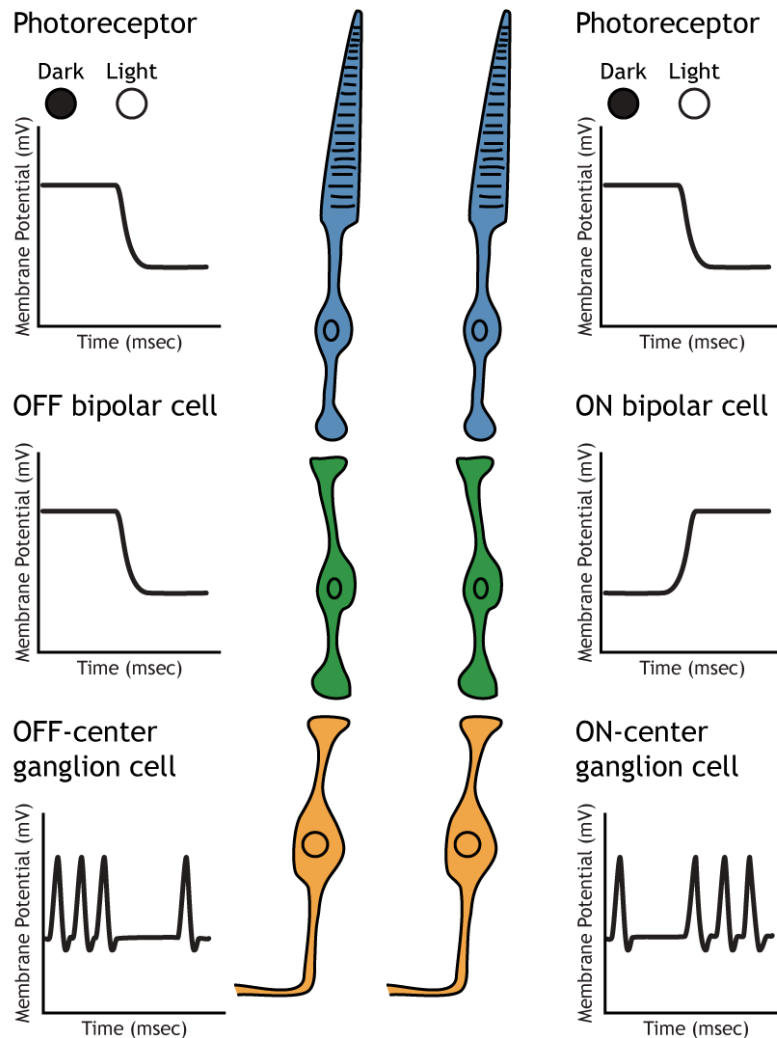 Photoreceptor
Dark Light
Membrane Potential (mV)
Time (msec)
OFF bipolar cell
Membrane Potential (mV)
Time (msec)
OFF-center
ganglion cell
Membrane Potential (mV)
Time (msec)
Photoreceptor
Dark Light
Membrane Potential (mV)
Time (msec)
ON bipolar cell
Membrane Potential (mV)
Time (msec)
ON-center
ganglion cell
Membrane Potential (mV)
Time (msec)